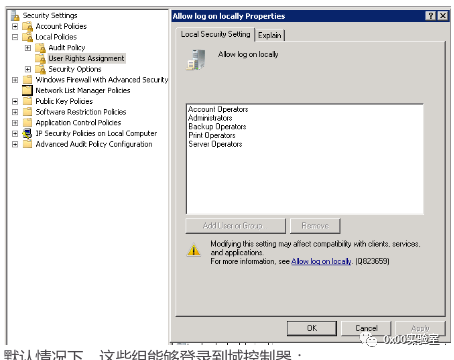 Security Settings
Account Policies
Local Policies
Audit Policy
User Rights Assignment
Security Options
Windows Firewall with Advanced Security
Network List Manager Policies
Public Key Policies
Software Restriction Policies
Application Control Policies
IP Security Policies on Local Computer
Advanced Audit Policy Configuration
Allow log on locally Properties
Local Security Setting
Explain
Allow log on locally
Account Operators
Administrators
Backup Operators
Print Operators
Server Operators
Add User or Group...
Remove
Modifying this setting may affect compatibility with clients, services,
and applications.
For more information, see Allow log on locally. (Q823659)
OK
Cancel
Apply
0x00实验室
默认情况下，这些组能够登录到域控制器：